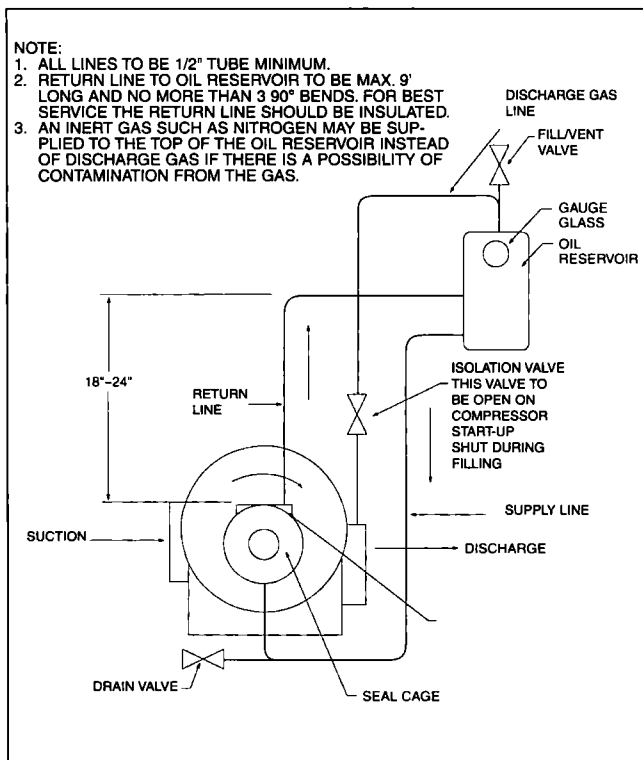 NOTE:
1. ALL LINES TO BE 1/2" TUBE MINIMUM.
2. RETURN LINE TO OIL RESERVOIR TO BE MAX. 9'
LONG AND NO MORE THAN 3 90° BENDS. FOR BEST
SERVICE THE RETURN LINE SHOULD BE INSULATED.
3. AN INERT GAS SUCH AS NITROGEN MAY BE SUP-
PLIED TO THE TOP OF THE OIL RESERVOIR INSTEAD
OF DISCHARGE GAS IF THERE IS A POSSIBILITY OF
CONTAMINATION FROM THE GAS.
DISCHARGE GAS
LINE
FILL/VENT
VALVE
GAUGE
GLASS
OIL
RESERVOIR
18"–24"
RETURN
LINE
ISOLATION VALVE
THIS VALVE TO
BE OPEN ON
COMPRESSOR
START-UP
SHUT DURING
FILLING
SUPPLY LINE
SUCTION
DISCHARGE
DRAIN VALVE
SEAL CAGE